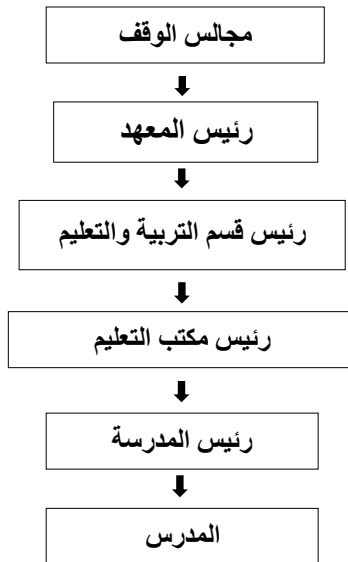 مجالس الوقف
رئيس المعهد
رئيس قسم التربية والتعليم
رئيس مكتب التعليم
رئيس المدرسة
المدرس